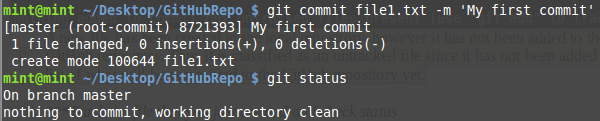 mint@mint ~/Desktop/GitHubRepo $ git commit file1.txt -m 'My first commit'
[master (root-commit) 8721393] My first commit
 1 file changed, 0 insertions(+), 0 deletions(-)
 create mode 100644 file1.txt
mint@mint ~/Desktop/GitHubRepo $ git status
On branch master
nothing to commit, working directory clean